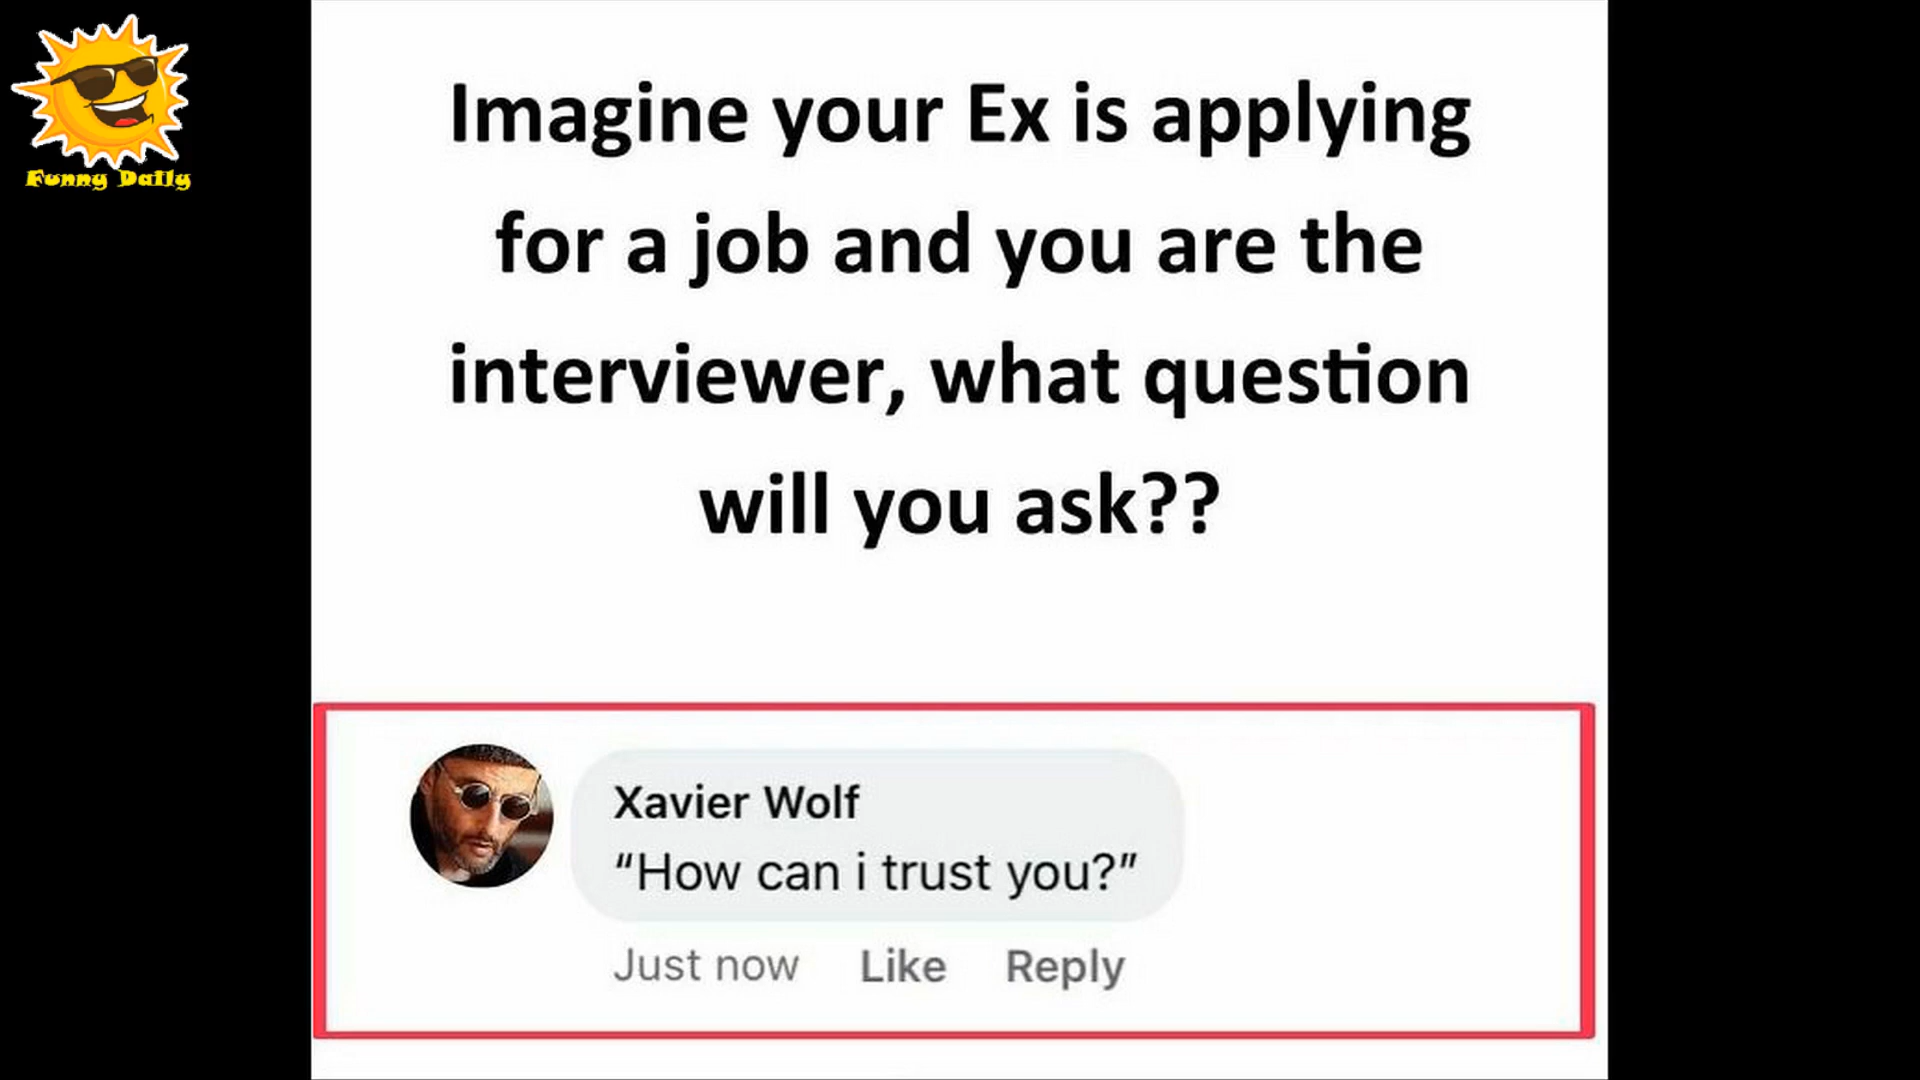 Funny Daily
Imagine your Ex is applying
for a job and you are the
interviewer, what question
will you ask??
Xavier Wolf
“How can i trust you?”
Just now Like Reply